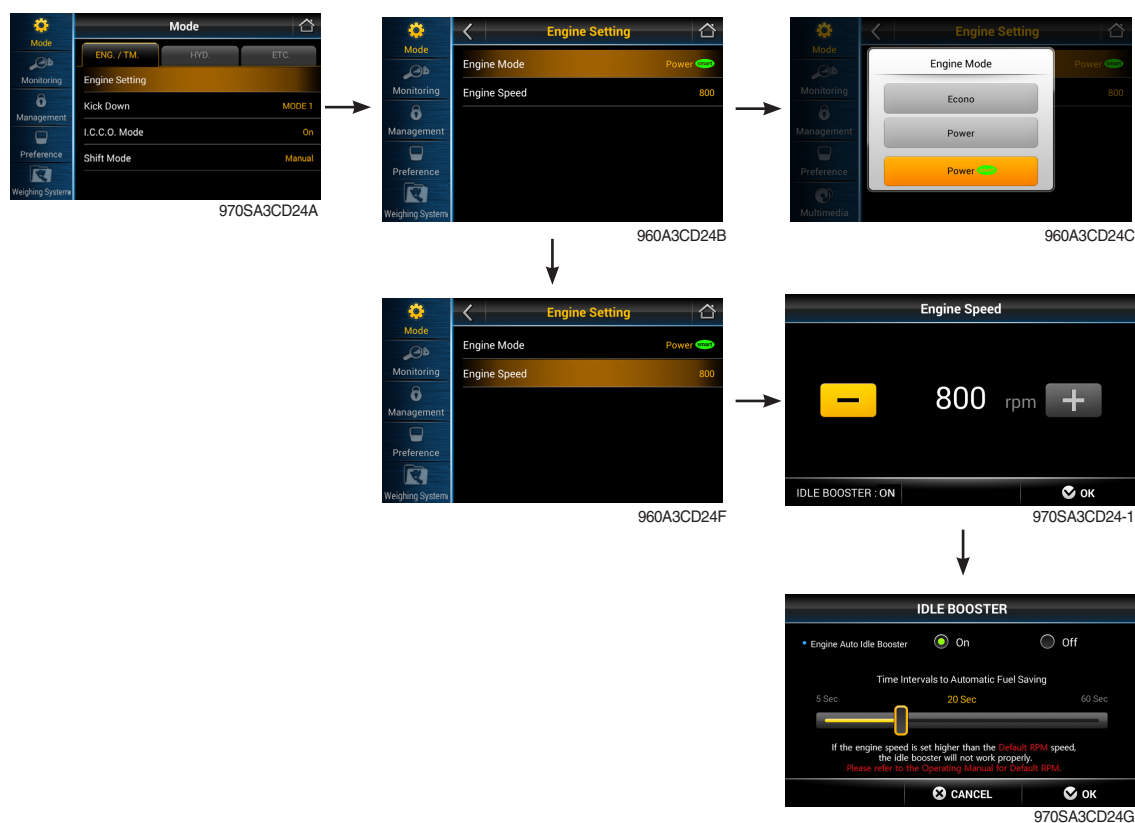 Mode
Mode
ENG. / TM. HYD. ETC.
Monitoring
Engine Setting
Management
Kick Down MODE 1
I.C.C.O. Mode On
Preference
Shift Mode Manual
Weighing System
970SA3CD24A
Mode
Engine Setting
Engine Mode Power smart
Monitoring
Engine Speed 800
Management
Preference
Weighing System
960A3CD24B
Mode
Engine Setting
Engine Mode
Power smart
Monitoring
Econo
800
Management
Power
Preference
Power smart
Multimedia
960A3CD24C
Mode
Engine Setting
Engine Mode Power smart
Monitoring
Engine Speed 800
Management
Preference
Weighing System
960A3CD24F
Engine Speed
− 800 rpm +
IDLE BOOSTER : ON OK
970SA3CD24-1
IDLE BOOSTER
• Engine Auto Idle Booster On Off
Time Intervals to Automatic Fuel Saving
5 Sec 20 Sec 60 Sec
If the engine speed is set higher than the Default RPM speed,
the idle booster will not work properly.
Please refer to the Operating Manual for Default RPM.
CANCEL OK
970SA3CD24G